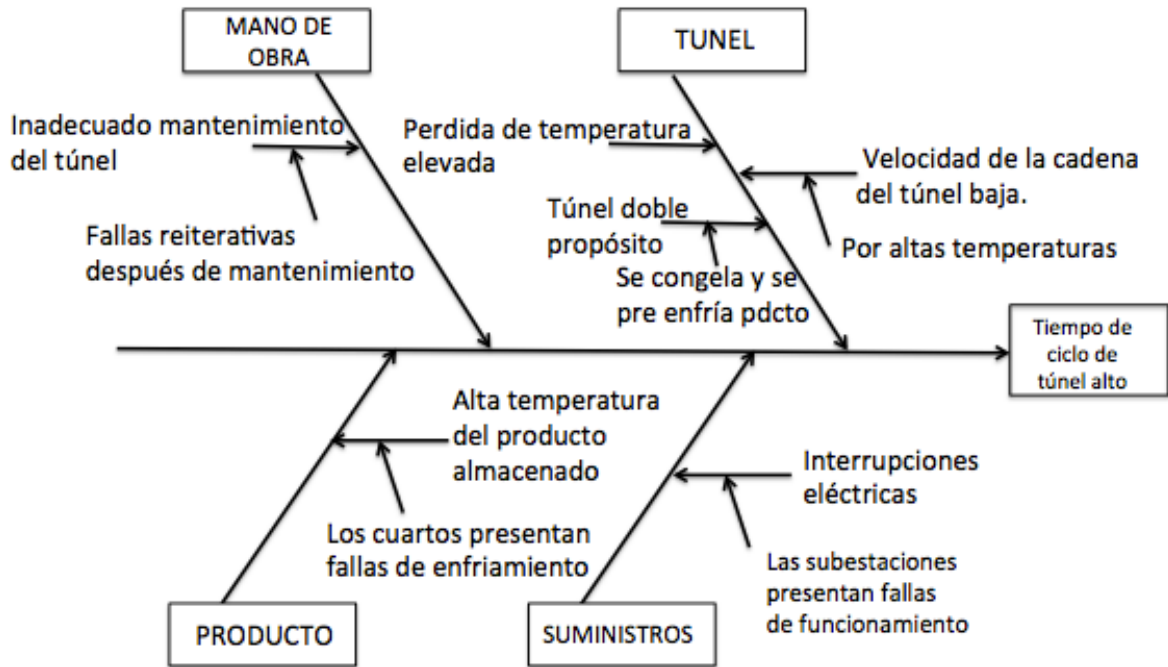 MANO DE
OBRA
TUNEL
Inadecuado mantenimiento
del túnel
Fallas reiterativas
después de mantenimiento
Perdida de temperatura
elevada
Túnel doble
propósito
Se congela y se
pre enfría pdcto
Velocidad de la cadena
del túnel baja.
Por altas temperaturas
Tiempo de
ciclo de
túnel alto
Alta temperatura
del producto
almacenado
Los cuartos presentan
fallas de enfriamiento
Interrupciones
eléctricas
Las subestaciones
presentan fallas
de funcionamiento
PRODUCTO
SUMINISTROS